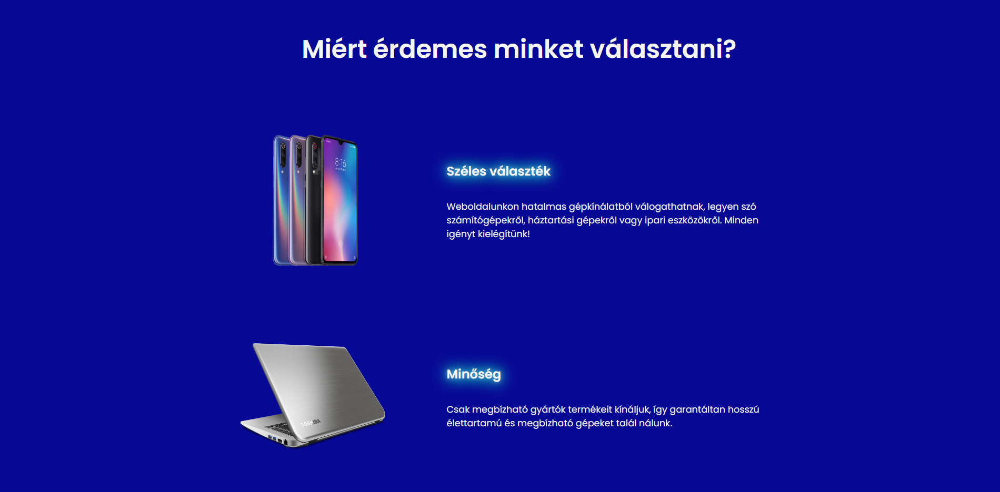 Miért érdemes minket választani?
8:16
Széles választék
Weboldalunkon hatalmas gépkínálatból válogathatnak, legyen szó
számítógépekről, háztartási gépekről vagy ipari eszközökről. Minden
igényt kielégítünk!
TOSHIBA
Minőség
Csak megbízható gyártók termékeit kínáljuk, így garantáltan hosszú
élettartamú és megbízható gépeket talál nálunk.